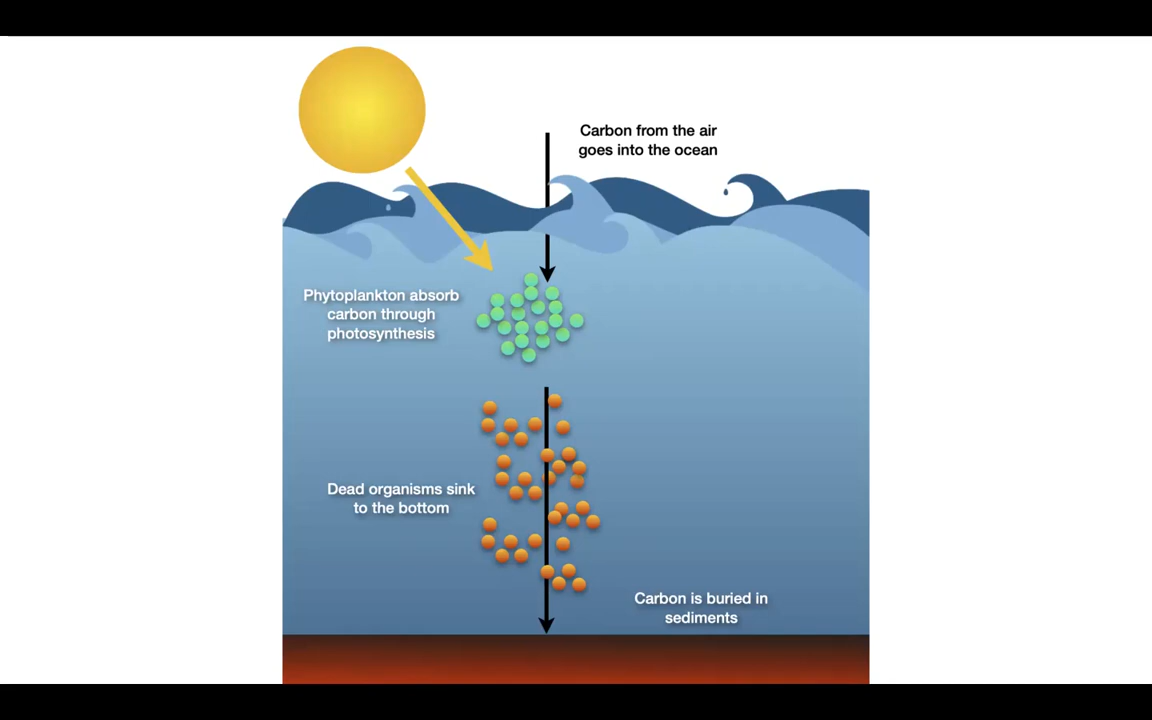 Carbon from the air
goes into the ocean
Phytoplankton absorb
carbon through
photosynthesis
Dead organisms sink
to the bottom
Carbon is buried in
sediments